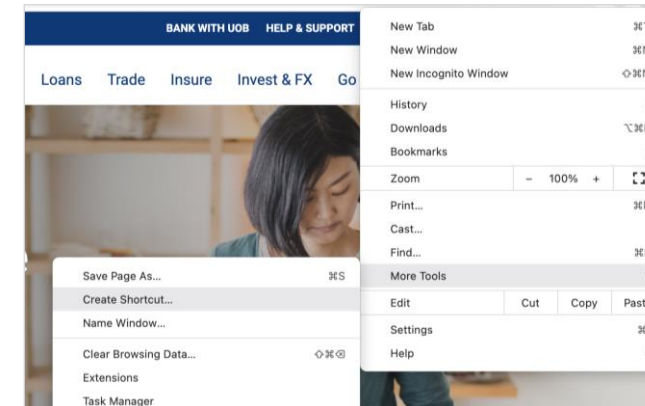 BANK WITH UOB HELP & SUPPORT
Loans Trade Insure Invest & FX Go
New Tab
New Window
New Incognito Window
History
Downloads
Bookmarks
Zoom - 100% +
Print...
Cast...
Find...
More Tools
Edit Cut Copy Past
Settings
Help
Save Page As... ⌘S
Create Shortcut...
Name Window...
Clear Browsing Data... ⇧⌘⌫
Extensions
Task Manager